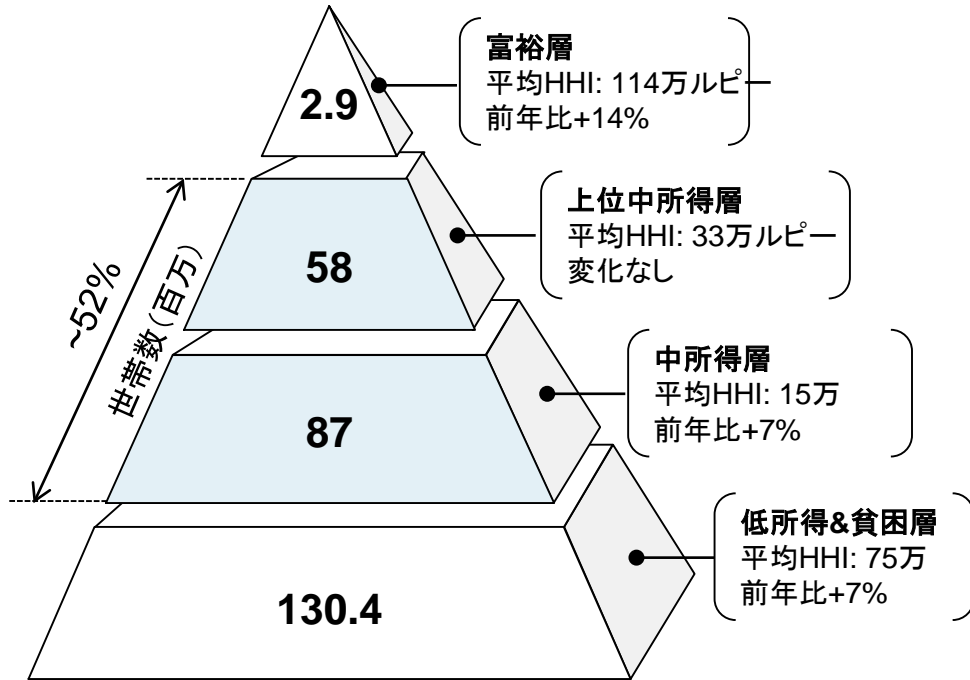 富裕層
平均HHI: 114万ルピー
前年比+14%
2.9
上位中所得層
平均HHI: 33万ルピー
変化なし
58
~52%
世帯数(百万)
中所得層
平均HHI: 15万
前年比+7%
87
低所得&貧困層
平均HHI: 75万
前年比+7%
130.4